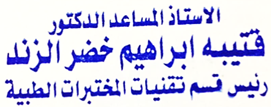 الاستاذ المساعد الدكتور
قتيبه ابراهيم خضر الزند
رئيس قسم تقنيات المختبرات الطبية